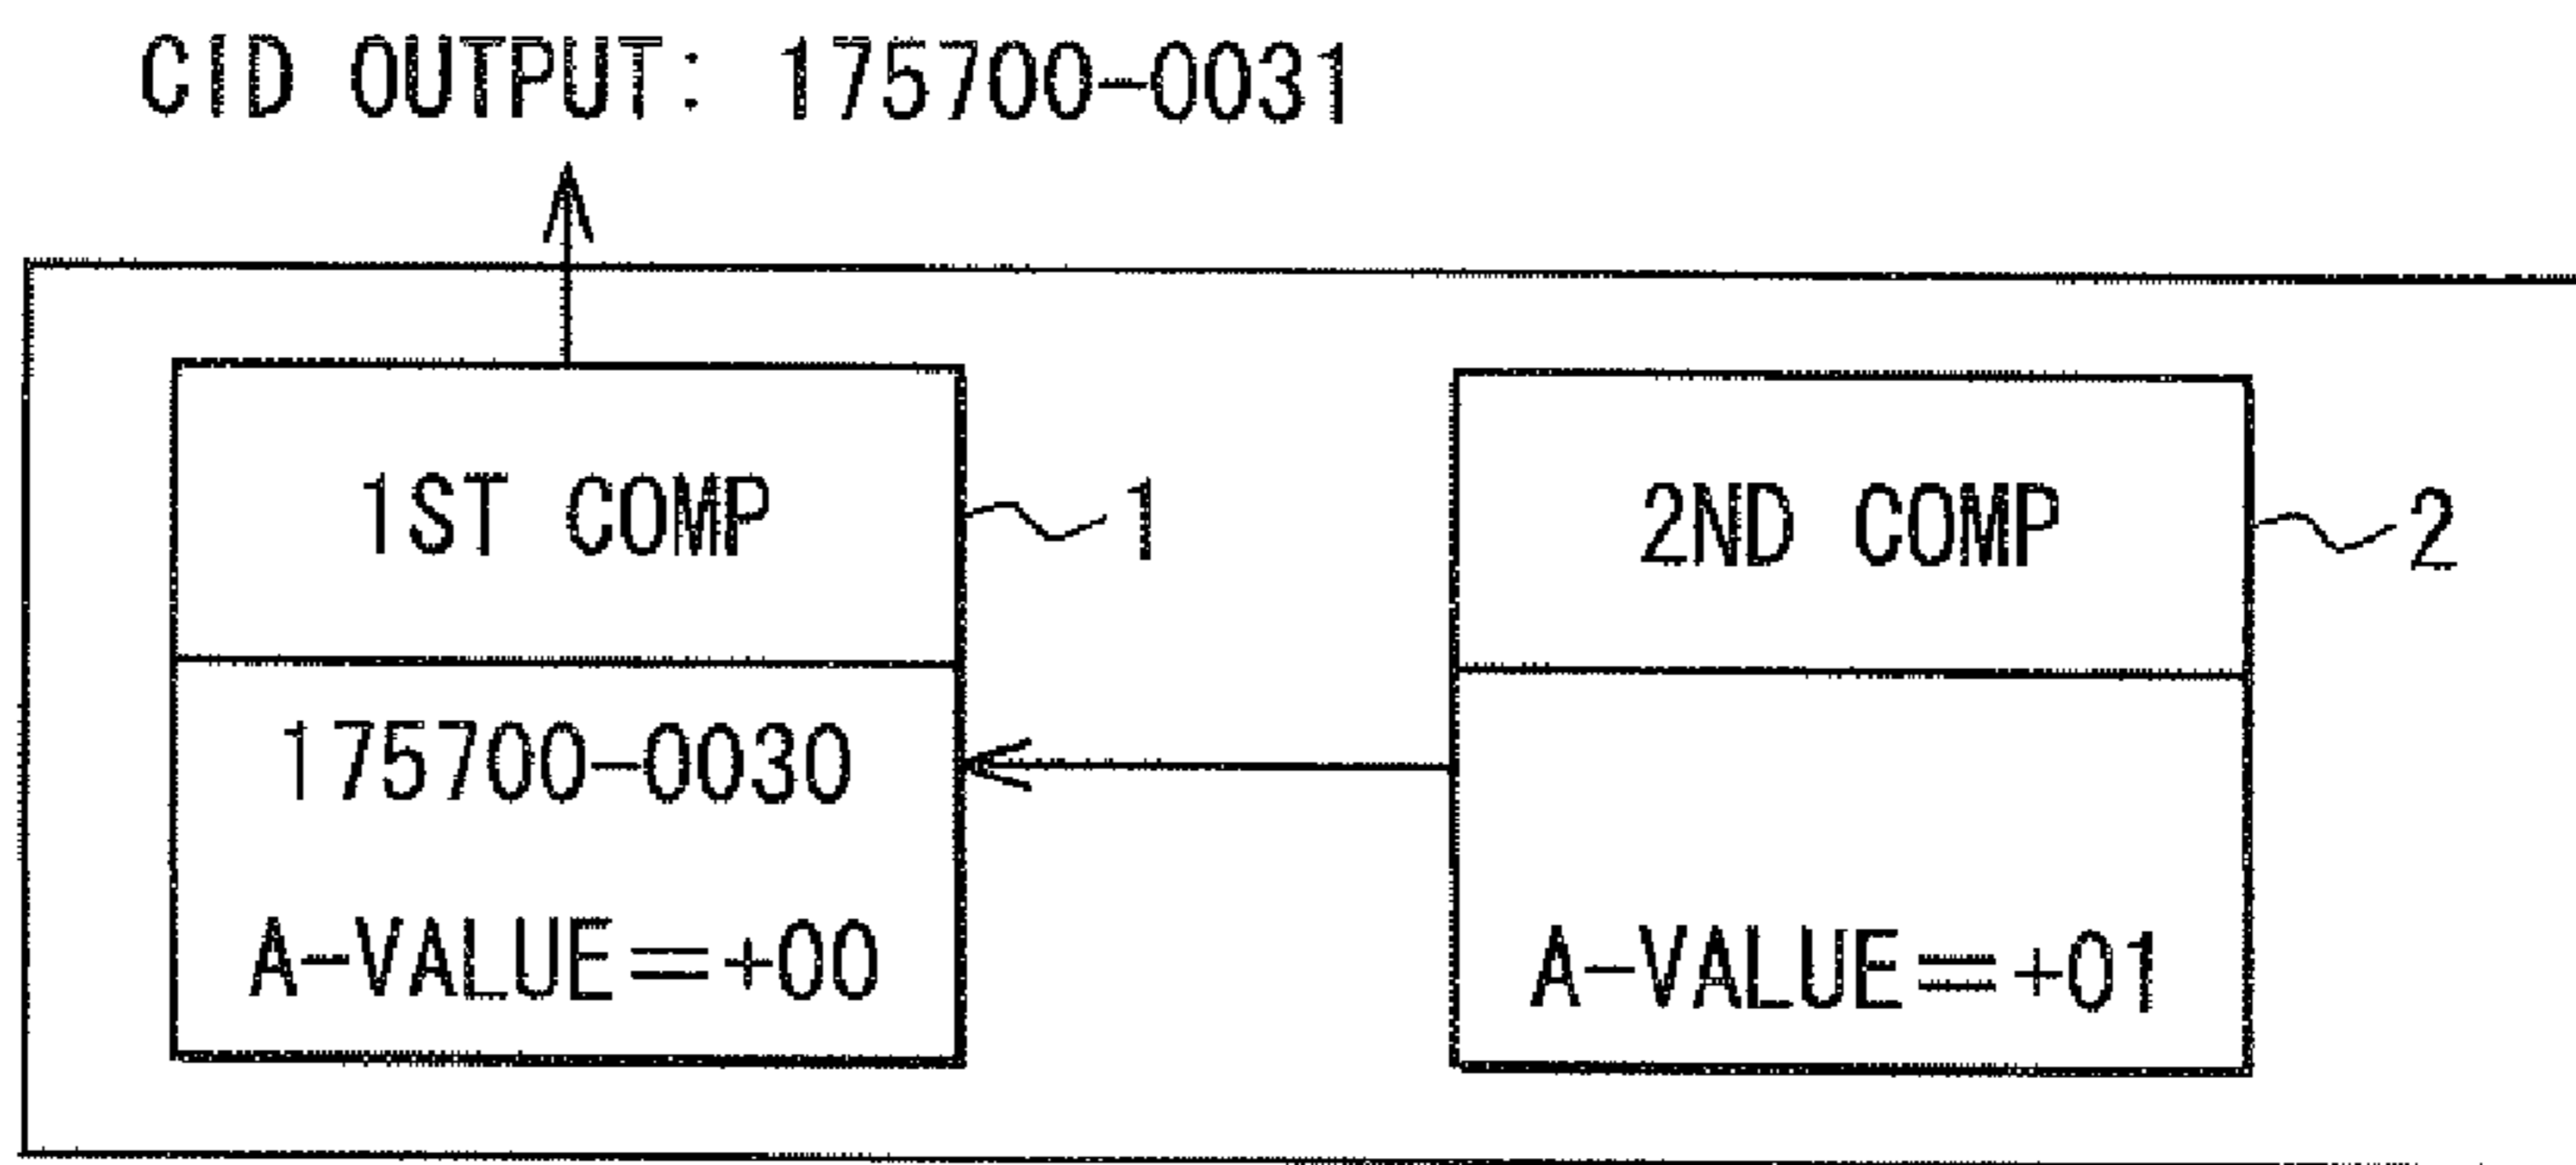 CID OUTPUT: 175700-0031
1ST COMP
1
2ND COMP
2
175700-0030
A-VALUE=+00
A-VALUE=+01